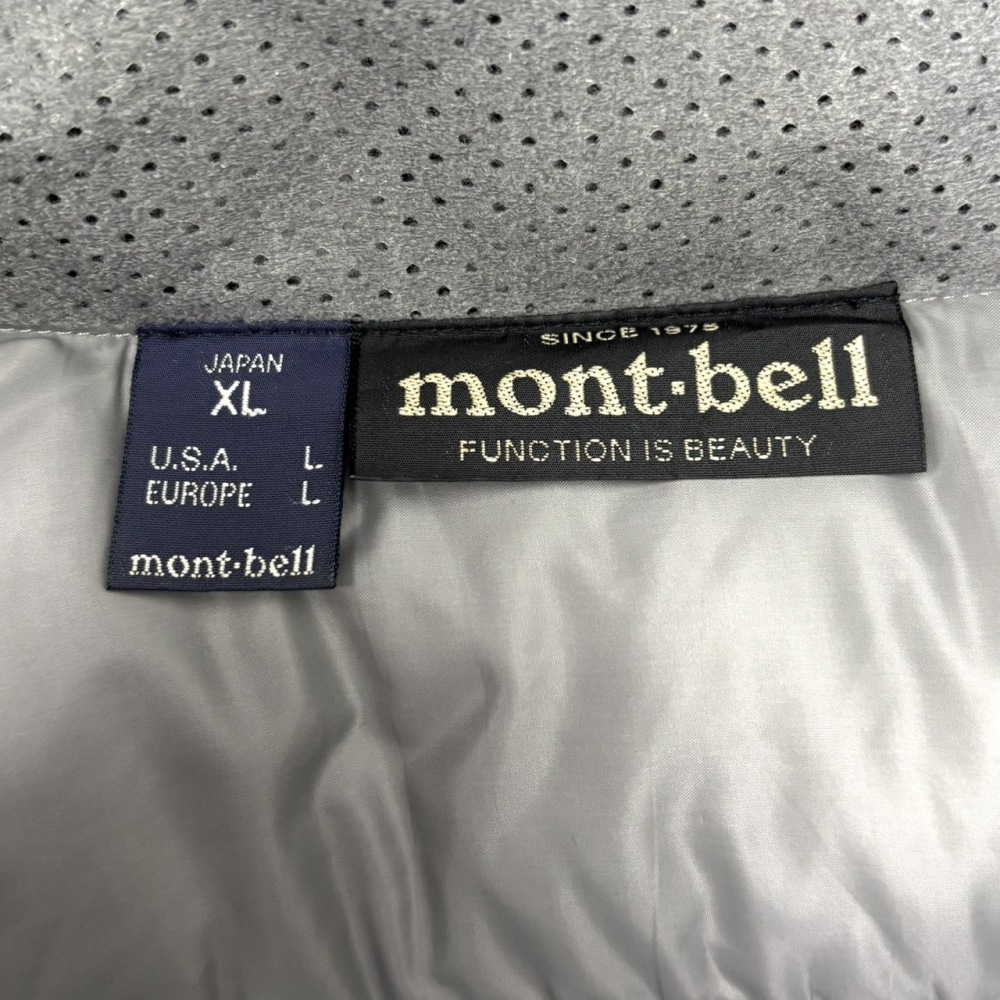 JAPAN
XL
U.S.A. L
EUROPE L
mont·bell
SINCE 1975
mont·bell
FUNCTION IS BEAUTY